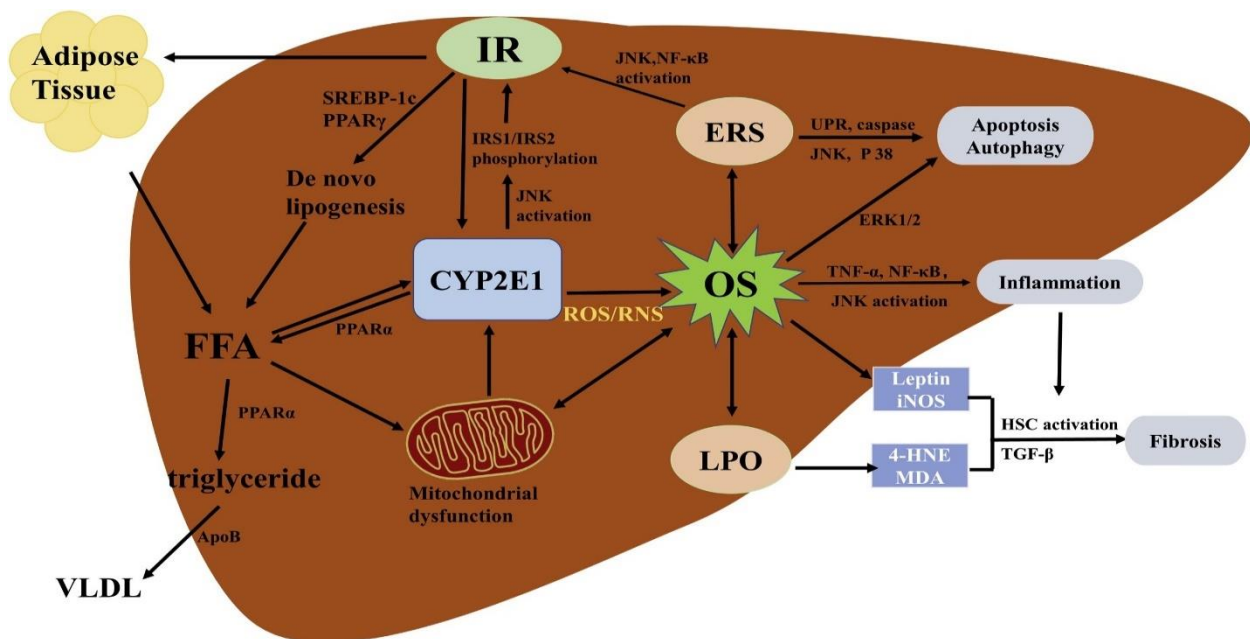 Adipose
Tissue
IR
JNK,NF-κB
activation
SREBP-1c
PPARγ
IRS1/IRS2
phosphorylation
JNK
activation
ERS
UPR, caspase
JNK, P 38
Apoptosis
Autophagy
De novo
lipogenesis
ERK1/2
CYP2E1
ROS/RNS
OS
TNF-α, NF-κB,
JNK activation
Inflammation
FFA
PPARα
PPARα
Leptin
iNOS
HSC activation
TGF-β
Fibrosis
triglyceride
Mitochondrial
dysfunction
LPO
4-HNE
MDA
ApoB
VLDL